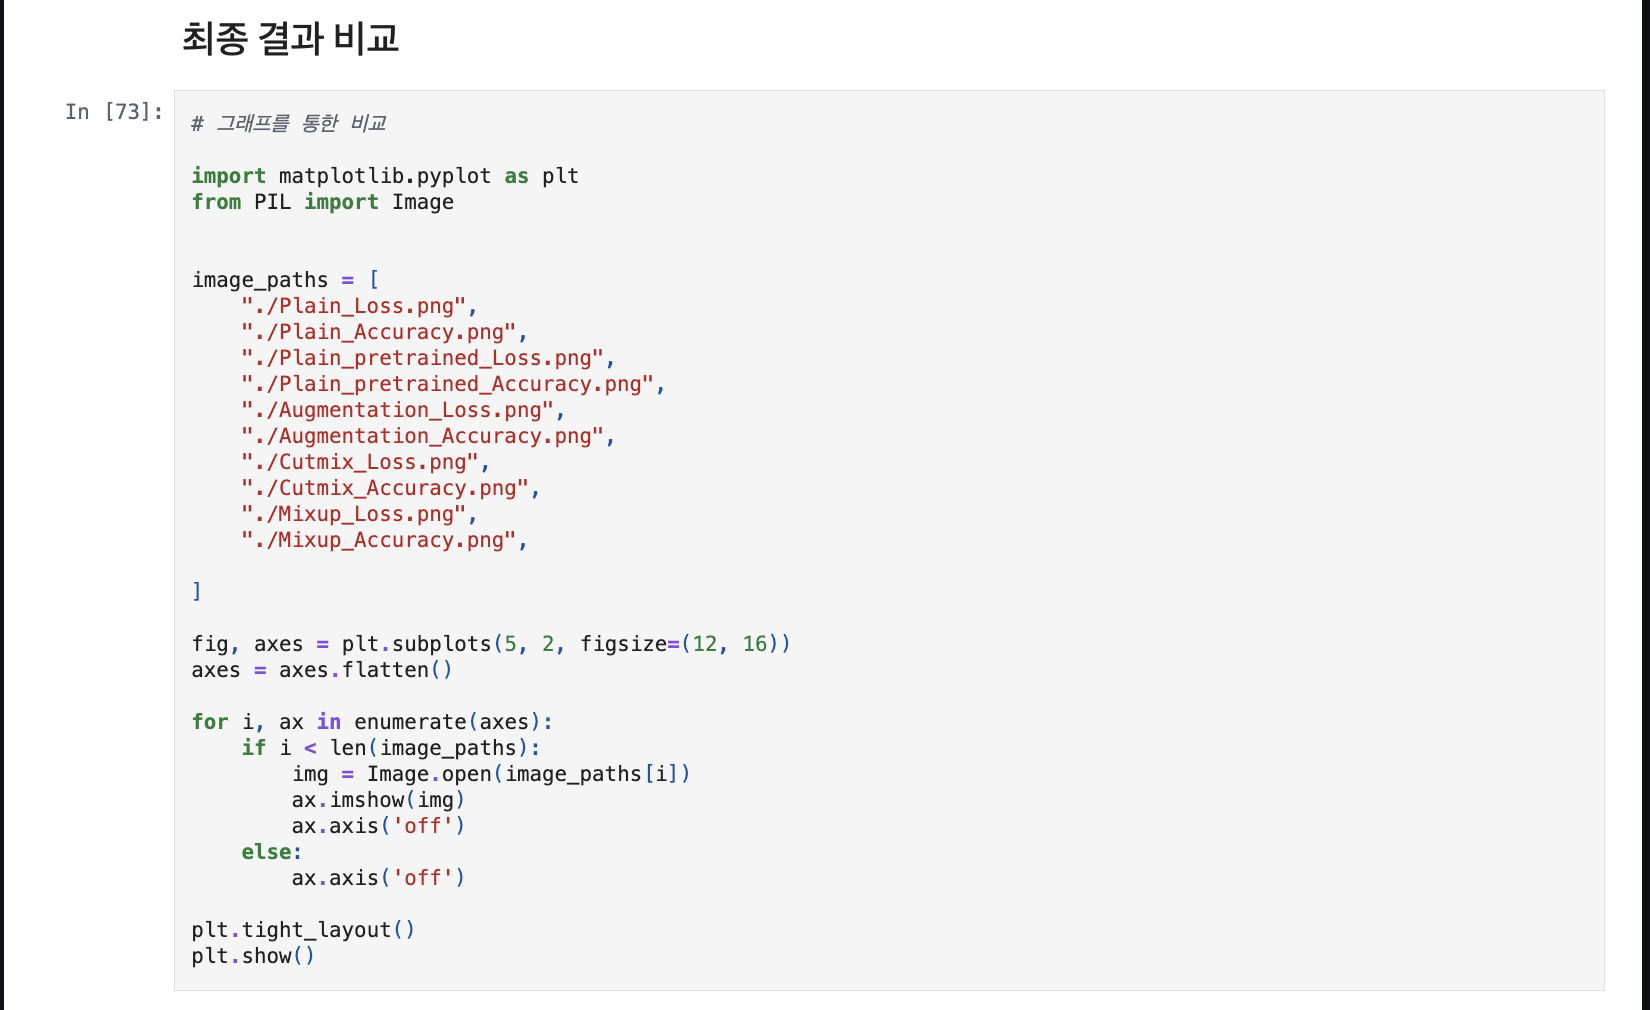 최종 결과 비교
In [73]:
# 그래프를 통한 비교
import matplotlib.pyplot as plt
from PIL import Image
image_paths = [
    "./Plain_Loss.png",
    "./Plain_Accuracy.png",
    "./Plain_pretrained_Loss.png",
    "./Plain_pretrained_Accuracy.png",
    "./Augmentation_Loss.png",
    "./Augmentation_Accuracy.png",
    "./Cutmix_Loss.png",
    "./Cutmix_Accuracy.png",
    "./Mixup_Loss.png",
    "./Mixup_Accuracy.png",
]
fig, axes = plt.subplots(5, 2, figsize=(12, 16))
axes = axes.flatten()
for i, ax in enumerate(axes):
    if i < len(image_paths):
        img = Image.open(image_paths[i])
        ax.imshow(img)
        ax.axis('off')
    else:
        ax.axis('off')
plt.tight_layout()
plt.show()